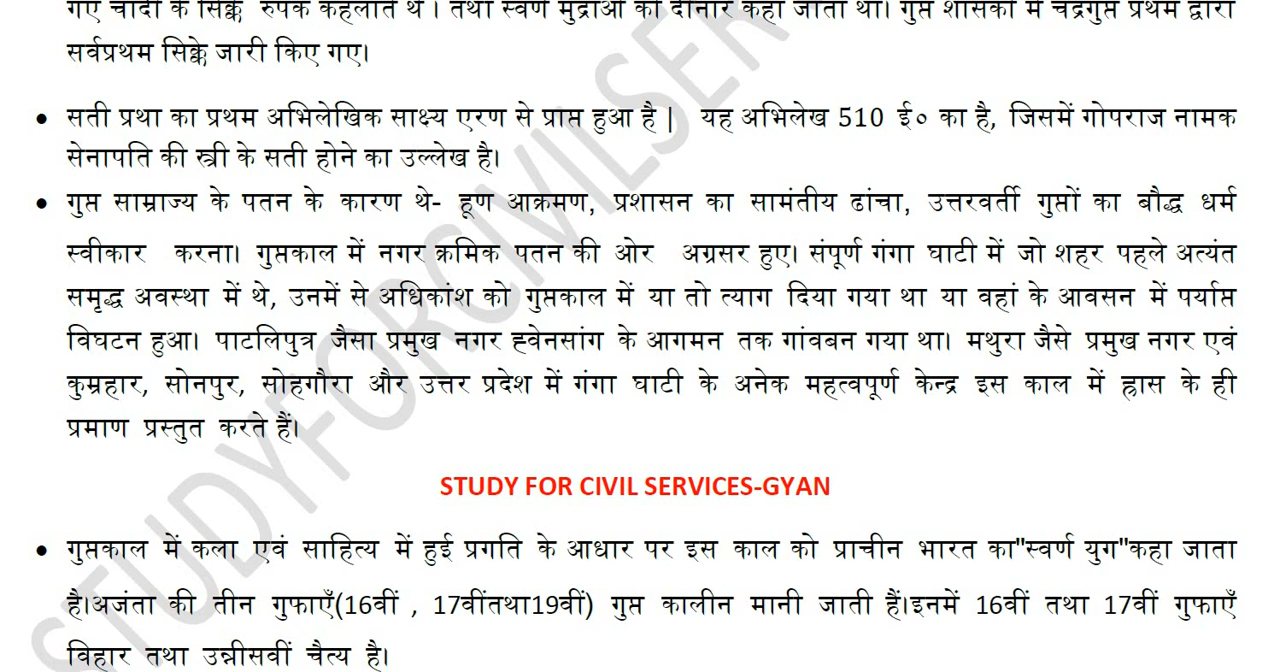 गए चांदी के सिक्के रुपक कहलाते थे। तथा स्वर्ण मुद्राओं को दीनार कहा जाता था। गुप्त शासकों में चंद्रगुप्त प्रथम द्वारा
सर्वप्रथम सिक्के जारी किए गए।
• सती प्रथा का प्रथम अभिलेखिक साक्ष्य एरण से प्राप्त हुआ है | यह अभिलेख 510 ई० का है, जिसमें गोपराज नामक
सेनापति की स्त्री के सती होने का उल्लेख है।
• गुप्त साम्राज्य के पतन के कारण थे- हूण आक्रमण, प्रशासन का सामंतीय ढांचा, उत्तरवर्ती गुप्तों का बौद्ध धर्म
स्वीकार करना। गुप्तकाल में नगर क्रमिक पतन की ओर अग्रसर हुए। संपूर्ण गंगा घाटी में जो शहर पहले अत्यंत
समृद्ध अवस्था में थे, उनमें से अधिकांश को गुप्तकाल में या तो त्याग दिया गया था या वहां के आवसन में पर्याप्त
विघटन हुआ। पाटलिपुत्र जैसा प्रमुख नगर ह्वेनसांग के आगमन तक गांवबन गया था। मथुरा जैसे प्रमुख नगर एवं
कुम्रहार, सोनपुर, सोहगौरा और उत्तर प्रदेश में गंगा घाटी के अनेक महत्वपूर्ण केन्द्र इस काल में ह्रास के ही
प्रमाण प्रस्तुत करते हैं।
STUDY FOR CIVIL SERVICES-GYAN
• गुप्तकाल में कला एवं साहित्य में हुई प्रगति के आधार पर इस काल को प्राचीन भारत का"स्वर्ण युग"कहा जाता
है।अजंता की तीन गुफाएँ(16वीं , 17वींतथा19वीं) गुप्त कालीन मानी जाती हैं।इनमें 16वीं तथा 17वीं गुफाएँ
विहार तथा उन्नीसवीं चैत्य है।
STUDYFORCIVILSER